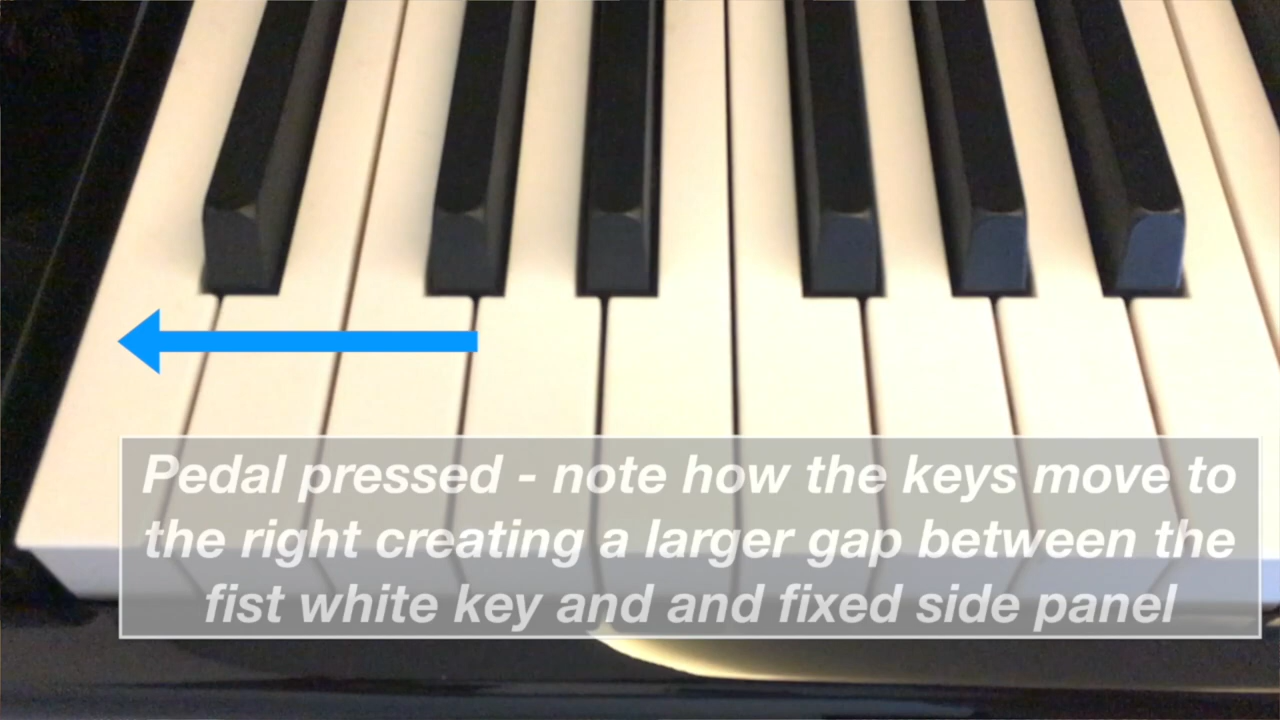 Pedal pressed - note how the keys move to
the right creating a larger gap between the
fist white key and and fixed side panel